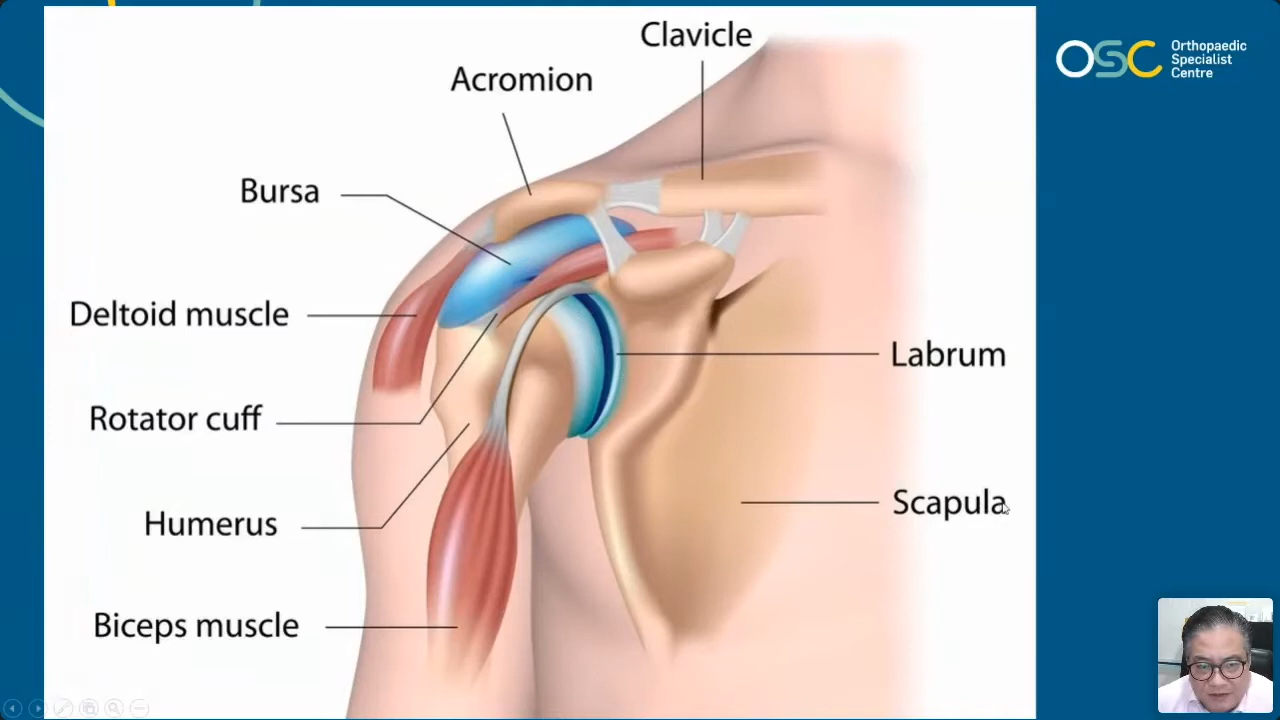 Clavicle
Acromion
Bursa
Deltoid muscle
Rotator cuff
Humerus
Biceps muscle
Labrum
Scapula
OSC
Orthopaedic
Specialist
Centre